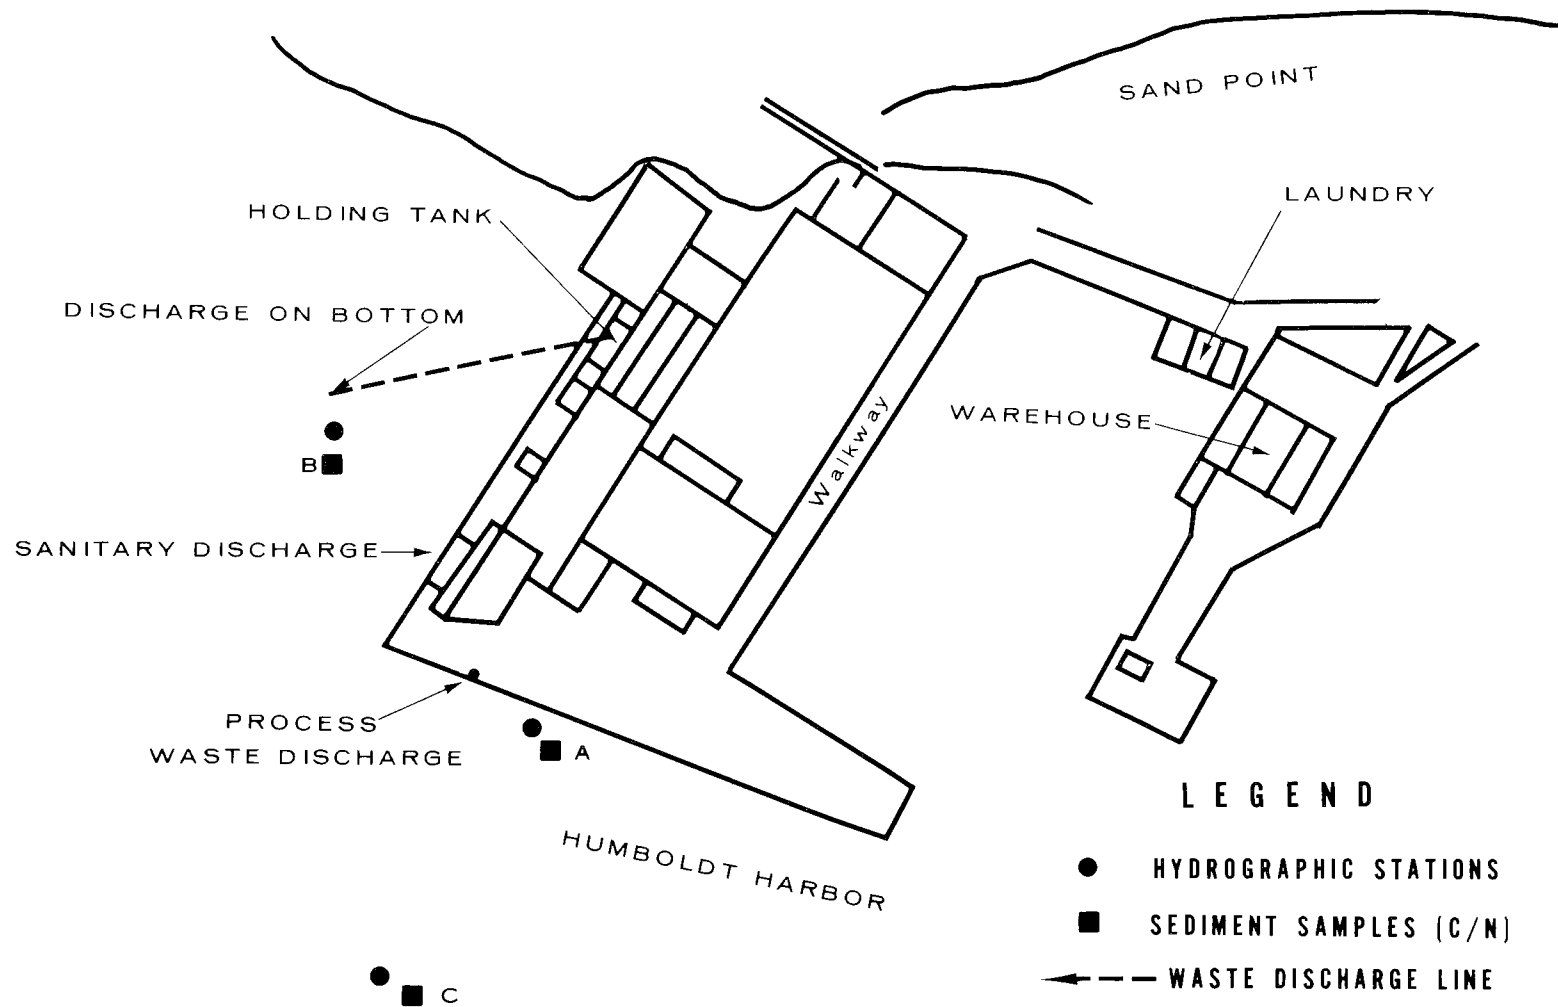 SAND POINT
HOLDING TANK
LAUNDRY
DISCHARGE ON BOTTOM
WAREHOUSE
Walkway
B
SANITARY DISCHARGE
PROCESS
WASTE DISCHARGE
A
HUMBOLDT HARBOR
C
LEGEND
HYDROGRAPHIC STATIONS
SEDIMENT SAMPLES (C/N)
WASTE DISCHARGE LINE